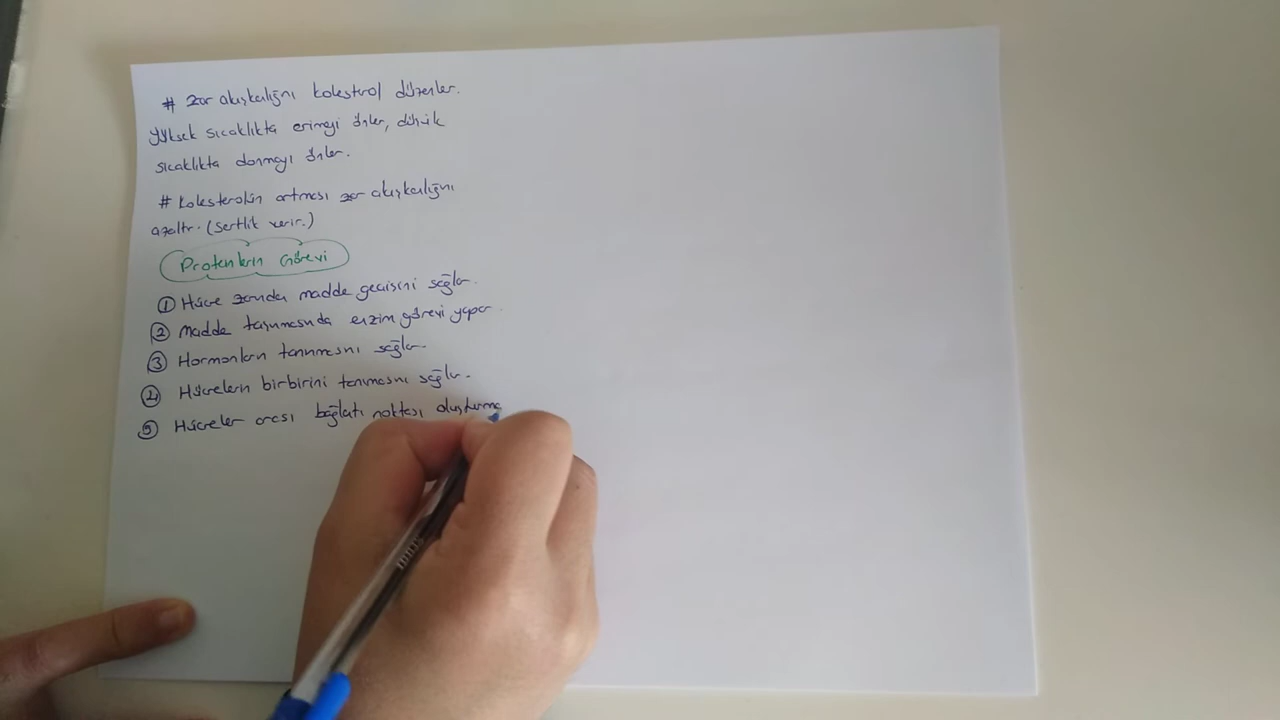 # zar akışkanlığını kolestrol düzenler.
Yüksek sıcaklıkta erimeyi önler, düşük
sıcaklıkta donmayı önler.
# Kolesterolün artması zar akışkanlığını
azaltır. (Sertlik verir.)
Proteinlerin Görevi
① Hücre zarında madde geçişini sağlar.
② Madde taşınmasında enzim görevi yapar.
③ Hormonların tanınmasını sağlar.
④ Hücrelerin birbirini tanımasını sağlar.
⑤ Hücreler arası bağlantı noktası oluşturma